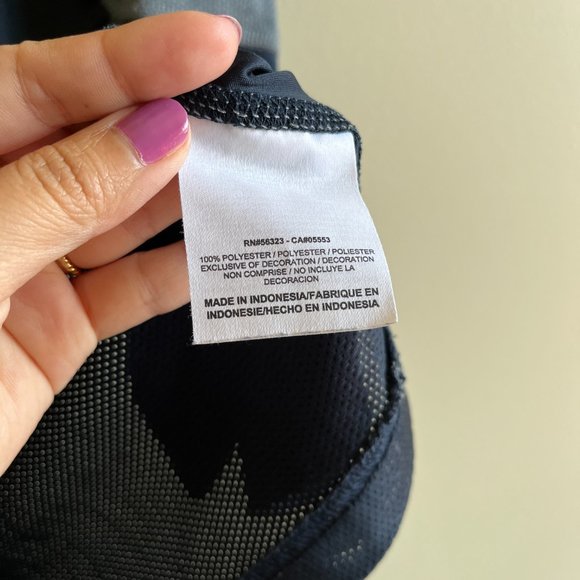 RN#56323 - CA#05553
100% POLYESTER / POLYESTER / POLIESTER
EXCLUSIVE OF DECORATION / DECORATION
NON COMPRISE / NO INCLUYE LA
DECORACION
MADE IN INDONESIA/FABRIQUE EN
INDONESIE/HECHO EN INDONESIA